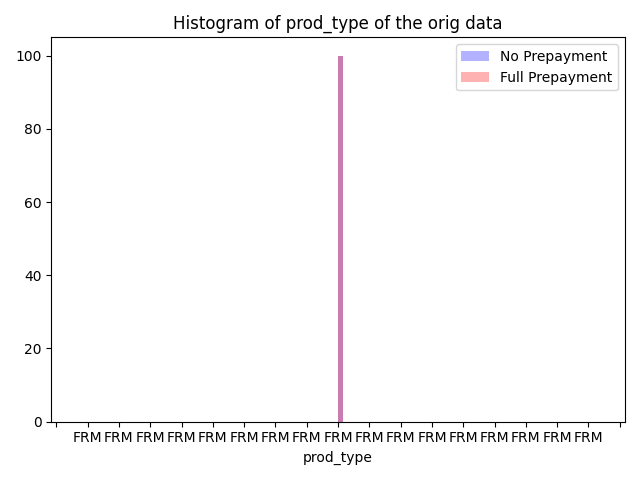 Histogram of prod_type of the orig data
No Prepayment
Full Prepayment
100
80
60
40
20
0
FRM FRM FRM FRM FRM FRM FRM FRM FRM FRM FRM FRM FRM FRM FRM FRM FRM
prod_type